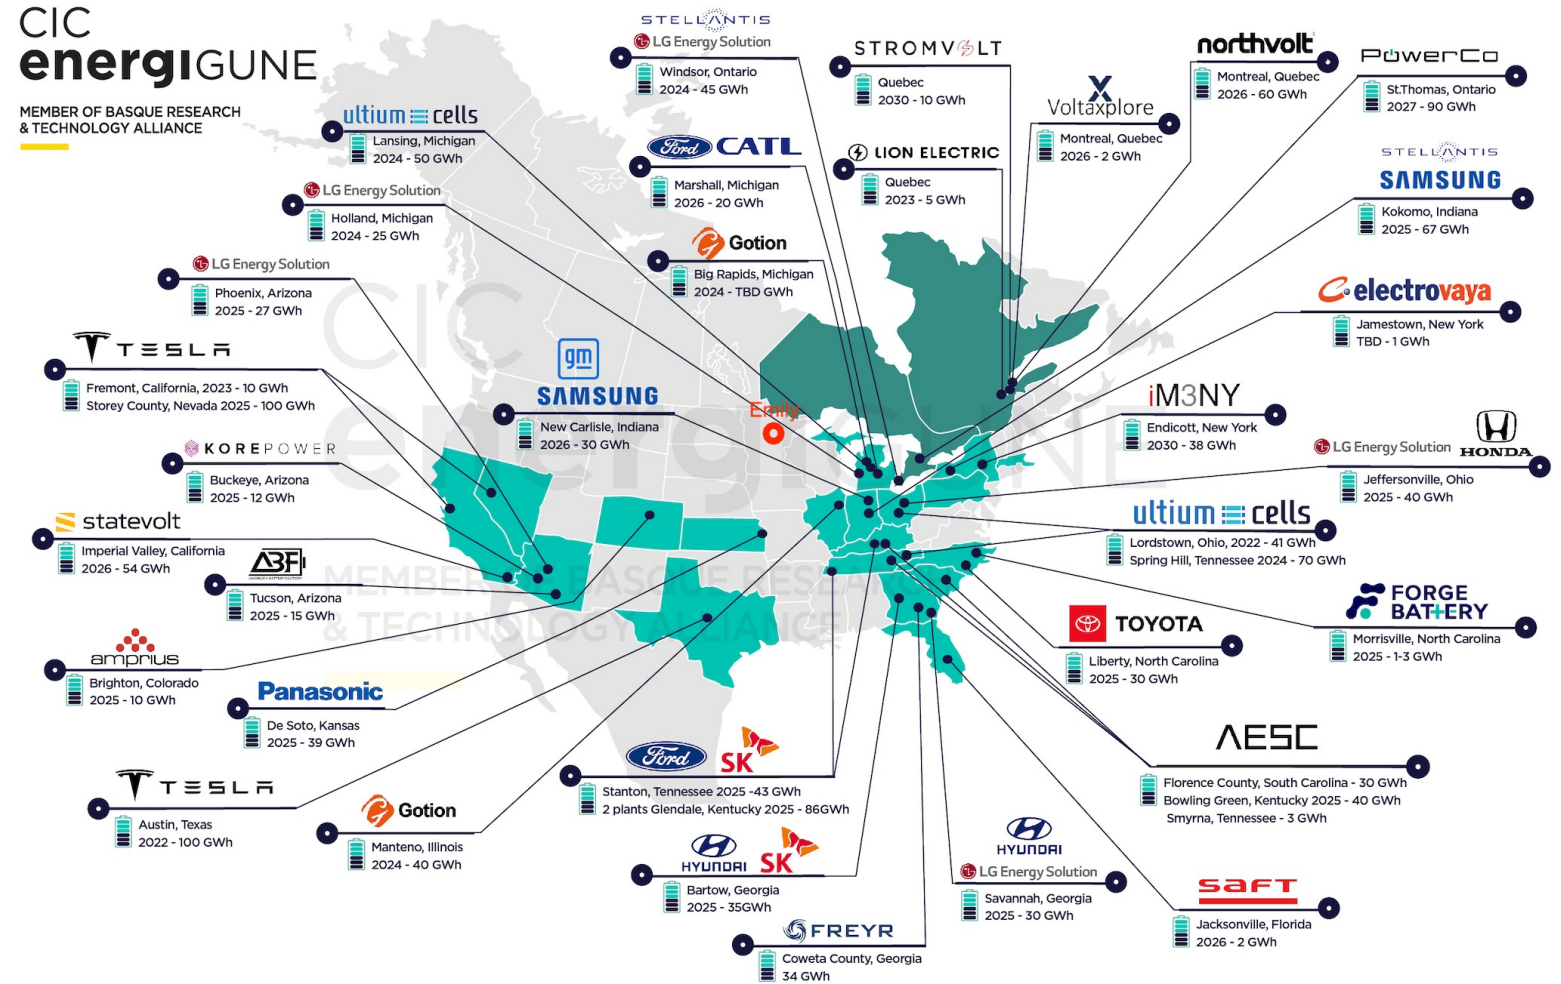 CIC
energiGUNE
MEMBER OF BASQUE RESEARCH
& TECHNOLOGY ALLIANCE
STELLANTIS
LG Energy Solution
Windsor, Ontario
2024 - 45 GWh
STROMVOLT
Quebec
2030 - 10 GWh
northvolt
Montreal, Quebec
2026 - 60 GWh
PowerCo
St.Thomas, Ontario
2027 - 90 GWh
Voltaxplore
Montreal, Quebec
2026 - 2 GWh
ultium cells
Lansing, Michigan
2024 - 50 GWh
Ford CATL
Marshall, Michigan
2026 - 20 GWh
LION ELECTRIC
Quebec
2023 - 5 GWh
STELLANTIS
SAMSUNG
Kokomo, Indiana
2025 - 67 GWh
LG Energy Solution
Holland, Michigan
2024 - 25 GWh
Gotion
Big Rapids, Michigan
2024 - TBD GWh
LG Energy Solution
Phoenix, Arizona
2025 - 27 GWh
electrovaya
Jamestown, New York
TBD - 1 GWh
TESLA
Fremont, California, 2023 - 10 GWh
Storey County, Nevada 2025 - 100 GWh
gm
SAMSUNG
New Carlisle, Indiana
2026 - 30 GWh
Emily
iM3NY
Endicott, New York
2030 - 38 GWh
KOREPOWER
Buckeye, Arizona
2025 - 12 GWh
LG Energy Solution HONDA
Jeffersonville, Ohio
2025 - 40 GWh
statevolt
Imperial Valley, California
2026 - 54 GWh
ultium cells
Lordstown, Ohio, 2022 - 41 GWh
Spring Hill, Tennessee 2024 - 70 GWh
ABF
Tucson, Arizona
2025 - 15 GWh
FORGE
BATTERY
Morrisville, North Carolina
2025 - 1-3 GWh
TOYOTA
Liberty, North Carolina
2025 - 30 GWh
amprius
Brighton, Colorado
2025 - 10 GWh
Panasonic
De Soto, Kansas
2025 - 39 GWh
AESC
Florence County, South Carolina - 30 GWh
Bowling Green, Kentucky 2025 - 40 GWh
Smyrna, Tennessee - 3 GWh
Ford SK
Stanton, Tennessee 2025 -43 GWh
2 plants Glendale, Kentucky 2025 - 86GWh
TESLA
Austin, Texas
2022 - 100 GWh
Gotion
Manteno, Illinois
2024 - 40 GWh
HYUNDAI SK
Bartow, Georgia
2025 - 35GWh
HYUNDAI
LG Energy Solution
Savannah, Georgia
2025 - 30 GWh
saft
Jacksonville, Florida
2026 - 2 GWh
FREYR
Coweta County, Georgia
34 GWh
CIC
energiGUNE
MEMBER OF BASQUE RESEARCH
& TECHNOLOGY ALLIANCE